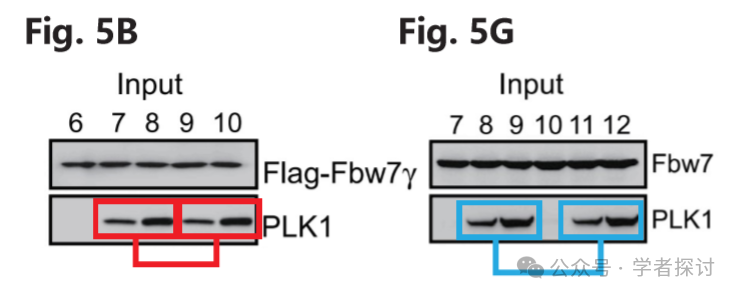 Fig. 5B
Input
6 7 8 9 10
Flag-Fbw7γ
PLK1
Fig. 5G
Input
7 8 9 10 11 12
Fbw7
PLK1
公众号 · 学者探讨